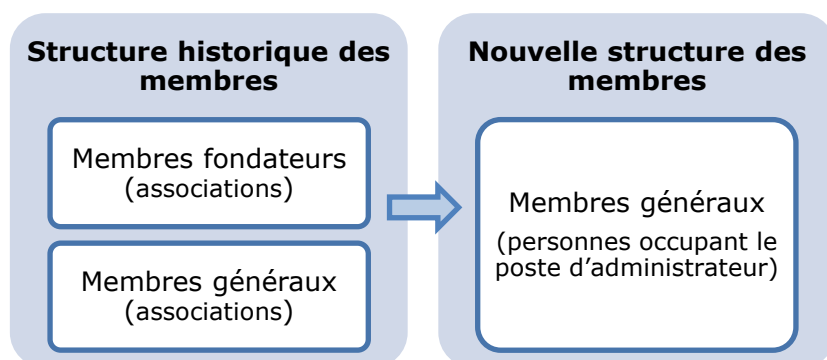 Structure historique des
membres
Membres fondateurs
(associations)
Membres généraux
(associations)
Nouvelle structure des
membres
Membres généraux
(personnes occupant le
poste d’administrateur)